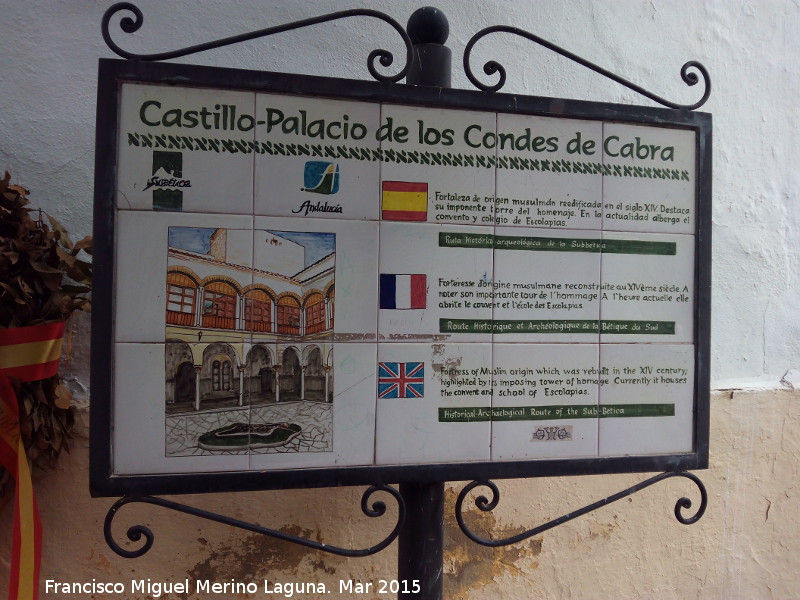 Castillo-Palacio de los Condes de Cabra
Subbética
Andalucía
Fortaleza de origen musulmán reedificada en el siglo XIV. Destaca
su imponente torre del homenaje. En la actualidad alberga el
convento y colegio de Escolapias.
Ruta histórico arqueológica de la Subbética
Forteresse d'origine musulmane reconstruite au XIVème siècle. A
noter son importante tour de l'hommage. A l'heure actuelle elle
abrite le couvent et l'école des Escolapias.
Route Historique et Archéologique de la Bétique du Sud
Fortress of Muslim origin which was rebuilt in the XIV century,
highlighted by its imposing tower of homage. Currently it houses
the convent and school of Escolapias.
Historical-Archaeological Route of the Sub-Betica
Francisco Miguel Merino Laguna. Mar 2015